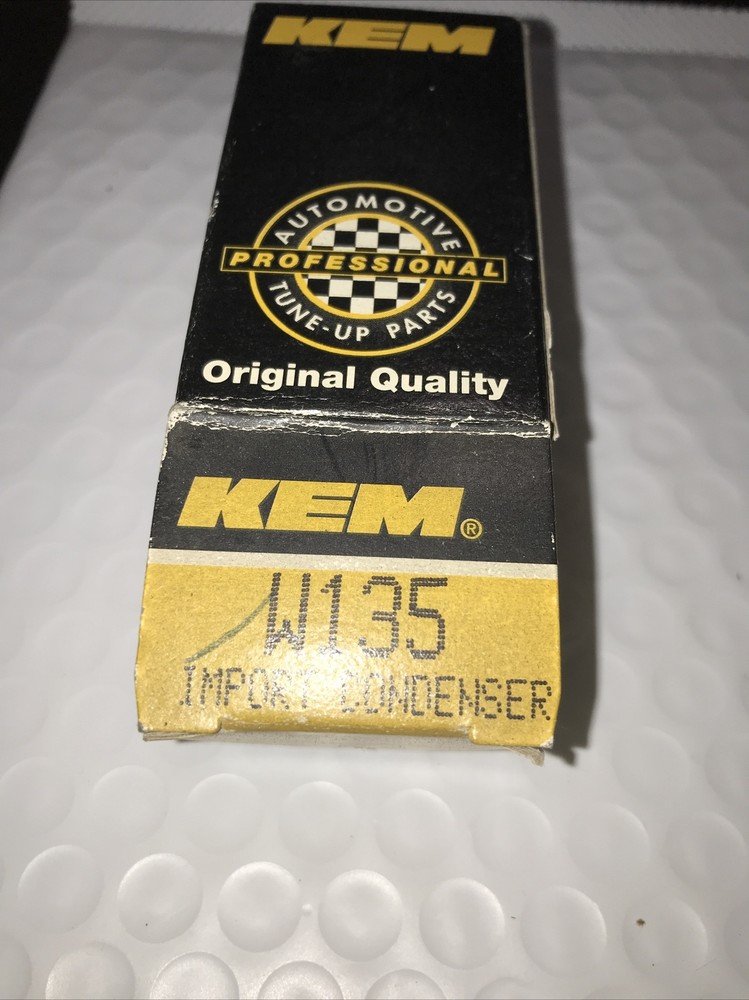 KEM
AUTOMOTIVE
PROFESSIONAL
TUNE-UP PARTS
Original Quality
KEM®
W135
IMPORT CONDENSER